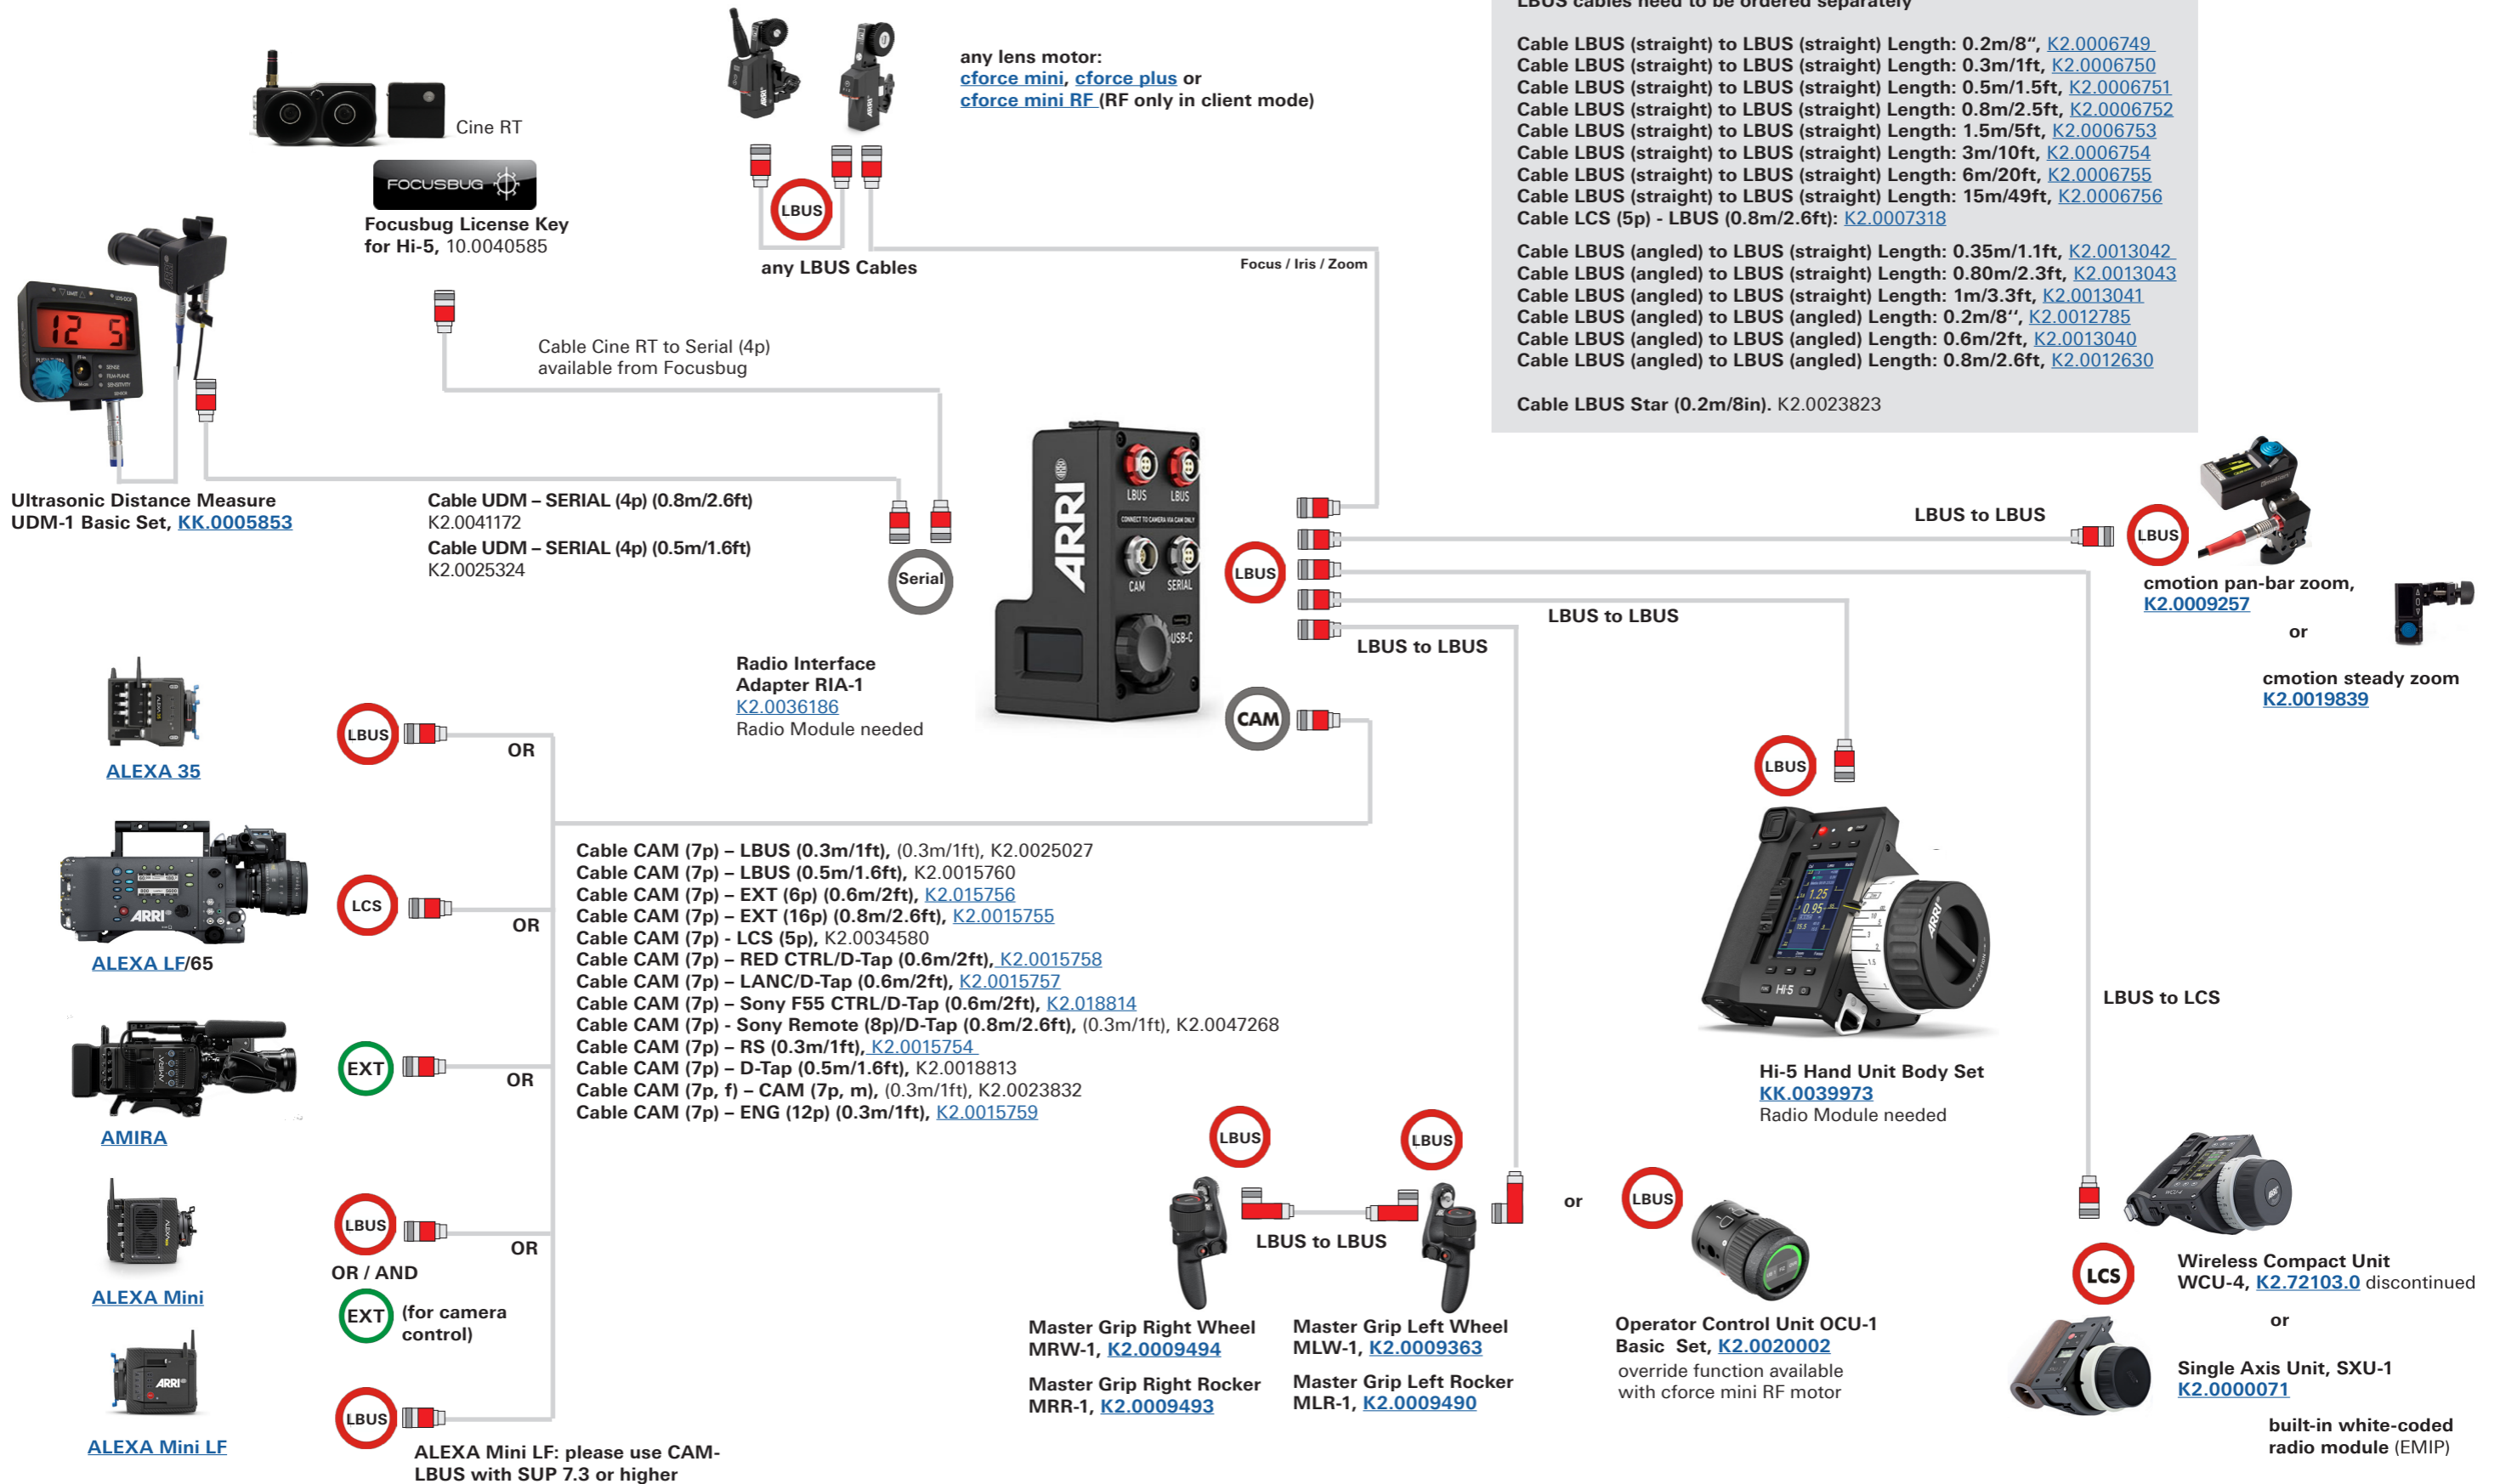 LBUS cables need to be ordered separately
Cable LBUS (straight) to LBUS (straight) Length: 0.2m/8“, K2.0006749
Cable LBUS (straight) to LBUS (straight) Length: 0.3m/1ft, K2.0006750
Cable LBUS (straight) to LBUS (straight) Length: 0.5m/1.5ft, K2.0006751
Cable LBUS (straight) to LBUS (straight) Length: 0.8m/2.5ft, K2.0006752
Cable LBUS (straight) to LBUS (straight) Length: 1.5m/5ft, K2.0006753
Cable LBUS (straight) to LBUS (straight) Length: 3m/10ft, K2.0006754
Cable LBUS (straight) to LBUS (straight) Length: 6m/20ft, K2.0006755
Cable LBUS (straight) to LBUS (straight) Length: 15m/49ft, K2.0006756
Cable LCS (5p) - LBUS (0.8m/2.6ft): K2.0007318
Cable LBUS (angled) to LBUS (straight) Length: 0.35m/1.1ft, K2.0013042
Cable LBUS (angled) to LBUS (straight) Length: 0.80m/2.3ft, K2.0013043
Cable LBUS (angled) to LBUS (straight) Length: 1m/3.3ft, K2.0013041
Cable LBUS (angled) to LBUS (angled) Length: 0.2m/8‘‘, K2.0012785
Cable LBUS (angled) to LBUS (angled) Length: 0.6m/2ft, K2.0013040
Cable LBUS (angled) to LBUS (angled) Length: 0.8m/2.6ft, K2.0012630
Cable LBUS Star (0.2m/8in). K2.0023823
any lens motor:
cforce mini, cforce plus or
cforce mini RF (RF only in client mode)
Cine RT
FOCUSBUG
Focusbug License Key
for Hi-5, 10.0040585
LBUS
any LBUS Cables
Focus / Iris / Zoom
Cable Cine RT to Serial (4p)
available from Focusbug
12 5
Ultrasonic Distance Measure
UDM-1 Basic Set, KK.0005853
Cable UDM – SERIAL (4p) (0.8m/2.6ft)
K2.0041172
Cable UDM – SERIAL (4p) (0.5m/1.6ft)
K2.0025324
Serial
ARRI
LBUS LBUS
CONNECT TO CAMERA VIA CAM ONLY
CAM SERIAL
USB-C
LBUS
CAM
Radio Interface
Adapter RIA-1
K2.0036186
Radio Module needed
LBUS to LBUS
LBUS
cmotion pan-bar zoom,
K2.0009257
or
cmotion steady zoom
K2.0019839
LBUS to LBUS
LBUS to LBUS
LBUS
1.25
0.95
Hi-5
ARRI
Hi-5 Hand Unit Body Set
KK.0039973
Radio Module needed
LBUS to LCS
LBUS
OR
ALEXA 35
ARRI
LCS
OR
ALEXA LF/65
AMIRA
EXT
OR
AMIRA
LBUS
OR
OR / AND
EXT
(for camera
control)
ALEXA Mini
ARRI
ALEXA Mini LF
LBUS
ALEXA Mini LF: please use CAM-
LBUS with SUP 7.3 or higher
Cable CAM (7p) – LBUS (0.3m/1ft), (0.3m/1ft), K2.0025027
Cable CAM (7p) – LBUS (0.5m/1.6ft), K2.0015760
Cable CAM (7p) – EXT (6p) (0.6m/2ft), K2.015756
Cable CAM (7p) – EXT (16p) (0.8m/2.6ft), K2.0015755
Cable CAM (7p) - LCS (5p), K2.0034580
Cable CAM (7p) – RED CTRL/D-Tap (0.6m/2ft), K2.0015758
Cable CAM (7p) – LANC/D-Tap (0.6m/2ft), K2.0015757
Cable CAM (7p) – Sony F55 CTRL/D-Tap (0.6m/2ft), K2.018814
Cable CAM (7p) - Sony Remote (8p)/D-Tap (0.8m/2.6ft), (0.3m/1ft), K2.0047268
Cable CAM (7p) – RS (0.3m/1ft), K2.0015754
Cable CAM (7p) – D-Tap (0.5m/1.6ft), K2.0018813
Cable CAM (7p, f) – CAM (7p, m), (0.3m/1ft), K2.0023832
Cable CAM (7p) – ENG (12p) (0.3m/1ft), K2.0015759
LBUS
LBUS
LBUS to LBUS
or
LBUS
Master Grip Right Wheel
MRW-1, K2.0009494
Master Grip Right Rocker
MRR-1, K2.0009493
Master Grip Left Wheel
MLW-1, K2.0009363
Master Grip Left Rocker
MLR-1, K2.0009490
Operator Control Unit OCU-1
Basic Set, K2.0020002
override function available
with cforce mini RF motor
LCS
Wireless Compact Unit
WCU-4, K2.72103.0 discontinued
or
Single Axis Unit, SXU-1
K2.0000071
built-in white-coded
radio module (EMIP)